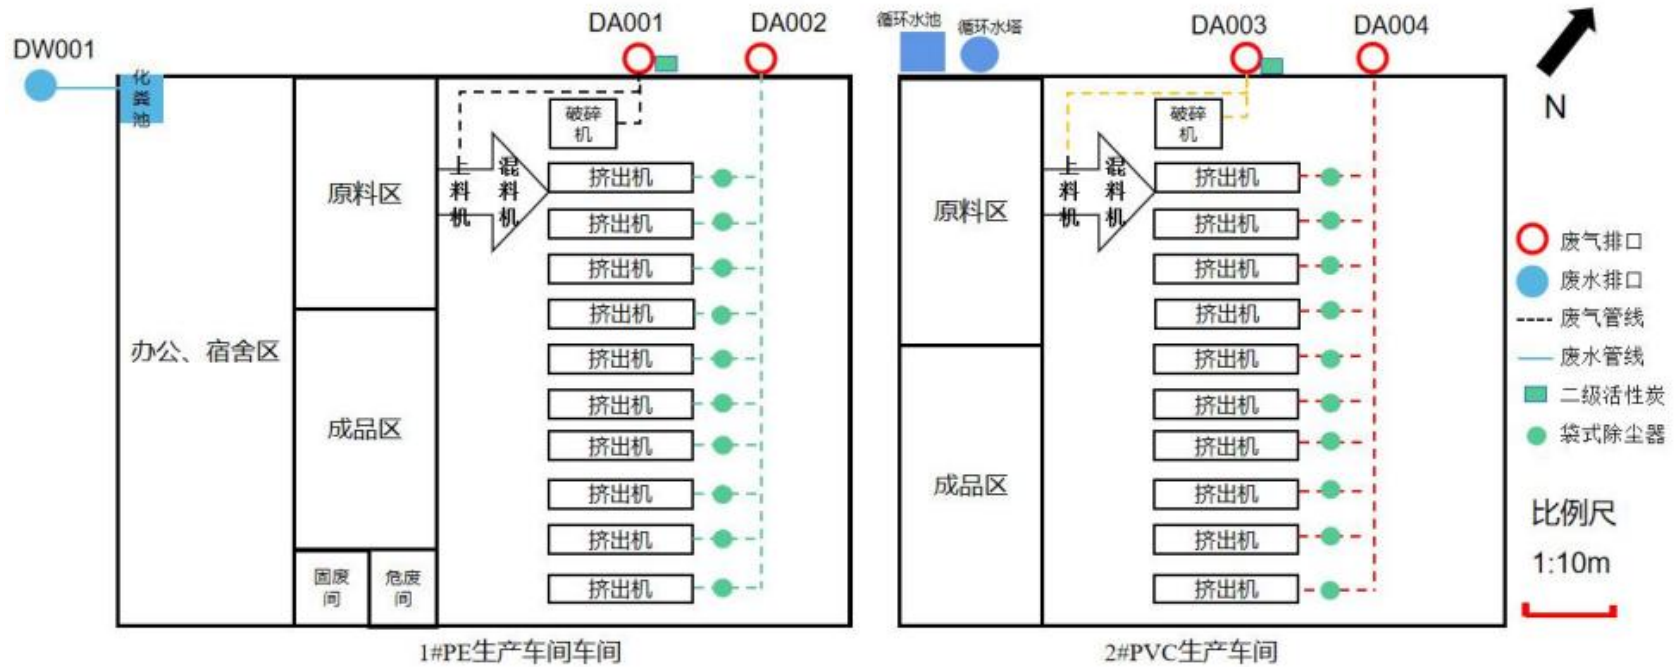 DW001
化
粪
池
办公、宿舍区
原料区
成品区
固废
间
危废
间
DA001
DA002
破碎
机
上
料
机
混
料
机
挤出机
挤出机
挤出机
挤出机
挤出机
挤出机
挤出机
挤出机
挤出机
挤出机
1#PE生产车间车间
循环水池
循环水塔
DA003
DA004
原料区
成品区
破碎
机
上
料
机
混
料
机
挤出机
挤出机
挤出机
挤出机
挤出机
挤出机
挤出机
挤出机
挤出机
挤出机
2#PVC生产车间
N
废气排口
废水排口
废气管线
废水管线
二级活性炭
袋式除尘器
比例尺
1:10m